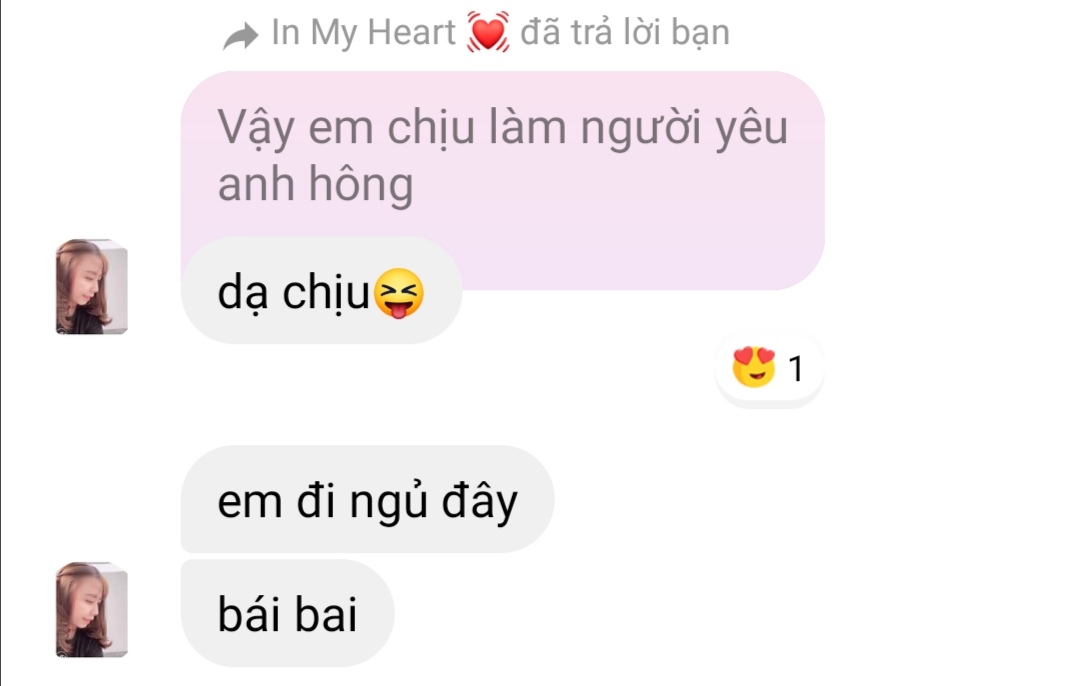 In My Heart 💓 đã trả lời bạn
Vậy em chịu làm người yêu
anh hông
dạ chịu😝
😍 1
em đi ngủ đây
bái bai